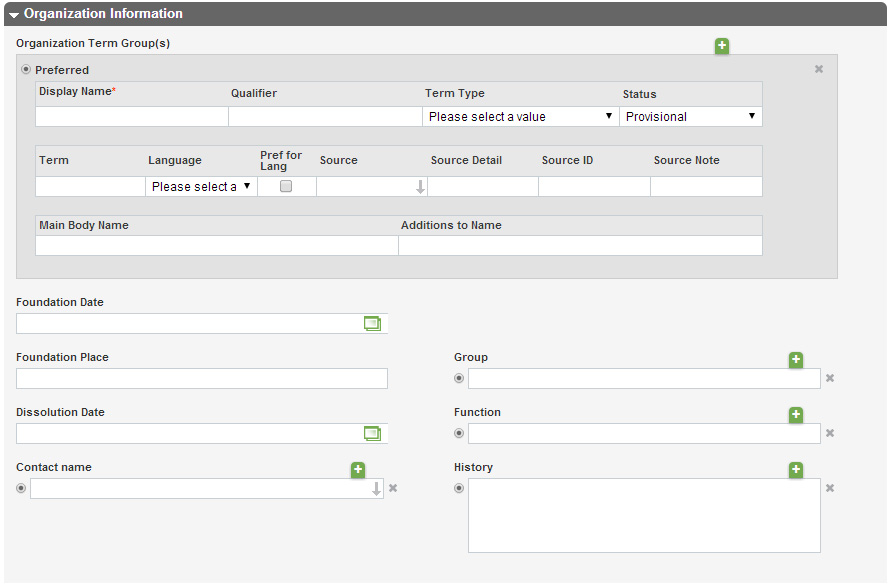 Organization Information
Organization Term Group(s)
Preferred
Display Name* Qualifier Term Type Status
Please select a value Provisional
Term Language Pref for Lang Source Source Detail Source ID Source Note
Please select a
Main Body Name Additions to Name
Foundation Date
Foundation Place Group
Dissolution Date Function
Contact name History